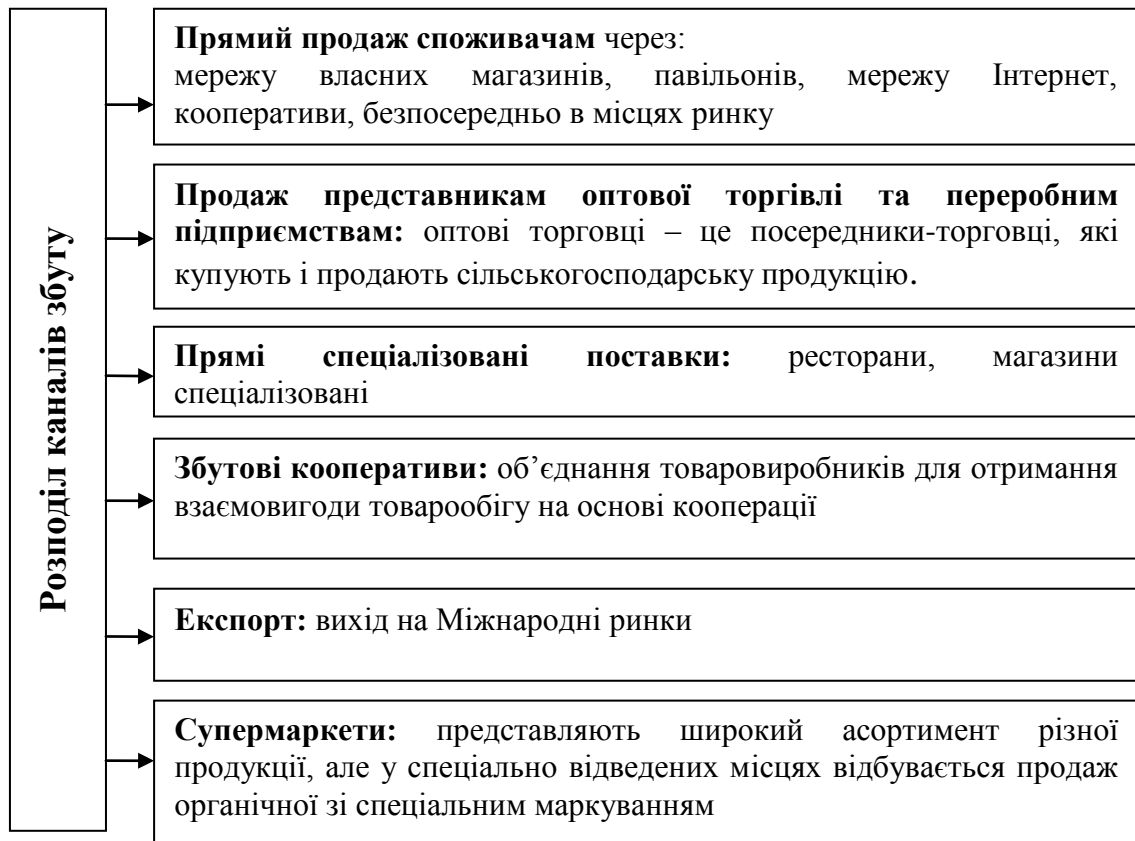 Розподіл каналів збуту
Прямий продаж споживачам через:
мережу власних магазинів, павільонів, мережу Інтернет,
кооперативи, безпосередньо в місцях ринку
Продаж представникам оптової торгівлі та переробним
підприємствам: оптові торговці – це посередники-торговці, які
купують і продають сільськогосподарську продукцію.
Прямі спеціалізовані поставки: ресторани, магазини
спеціалізовані
Збутові кооперативи: об’єднання товаровиробників для отримання
взаємовигоди товарообігу на основі кооперації
Експорт: вихід на Міжнародні ринки
Супермаркети: представляють широкий асортимент різної
продукції, але у спеціально відведених місцях відбувається продаж
органічної зі спеціальним маркуванням